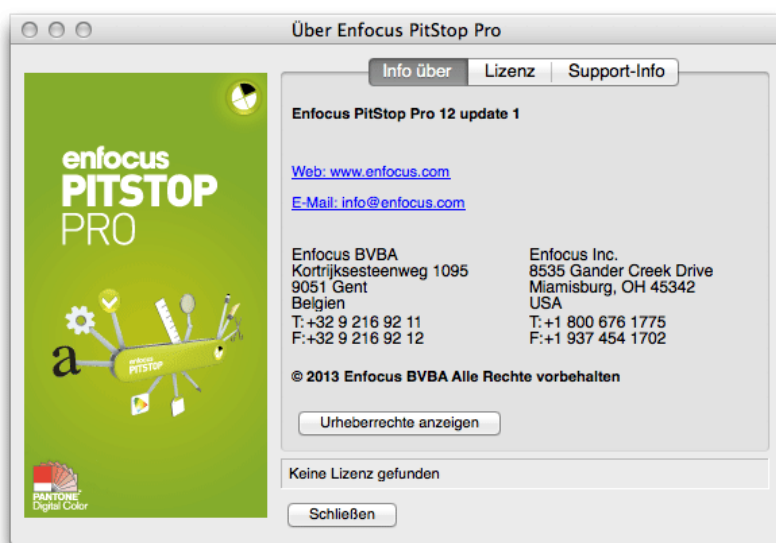 Über Enfocus PitStop Pro
Info über
Lizenz
Support-Info
enfocus
PITSTOP
PRO
a
enfocus
PITSTOP
PANTONE®
Digital Color
Enfocus PitStop Pro 12 update 1
Web: www.enfocus.com
E-Mail: info@enfocus.com
Enfocus BVBA
Kortrijksesteenweg 1095
9051 Gent
Belgien
T:+32 9 216 92 11
F:+32 9 216 92 12
Enfocus Inc.
8535 Gander Creek Drive
Miamisburg, OH 45342
USA
T:+1 800 676 1775
F:+1 937 454 1702
© 2013 Enfocus BVBA Alle Rechte vorbehalten
Urheberrechte anzeigen
Keine Lizenz gefunden
Schließen